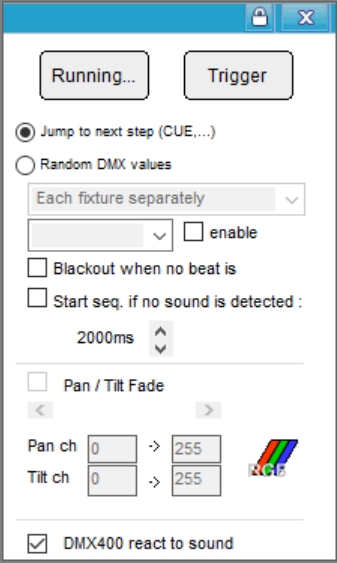 Running... Trigger
Jump to next step (CUE,...)
Random DMX values
Each fixture separately
enable
Blackout when no beat is
Start seq. if no sound is detected :
2000ms
Pan / Tilt Fade
Pan ch 0 -> 255
Tilt ch 0 -> 255
RGB
DMX400 react to sound